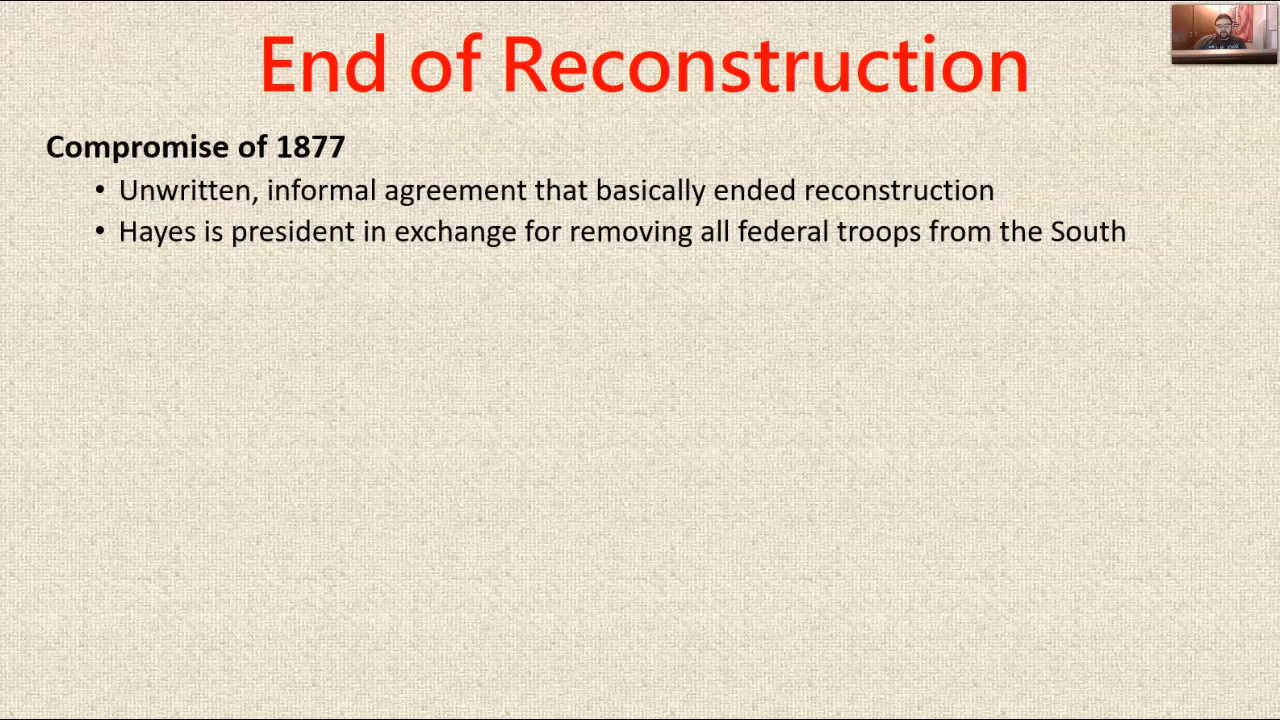 End of Reconstruction
Compromise of 1877
• Unwritten, informal agreement that basically ended reconstruction
• Hayes is president in exchange for removing all federal troops from the South